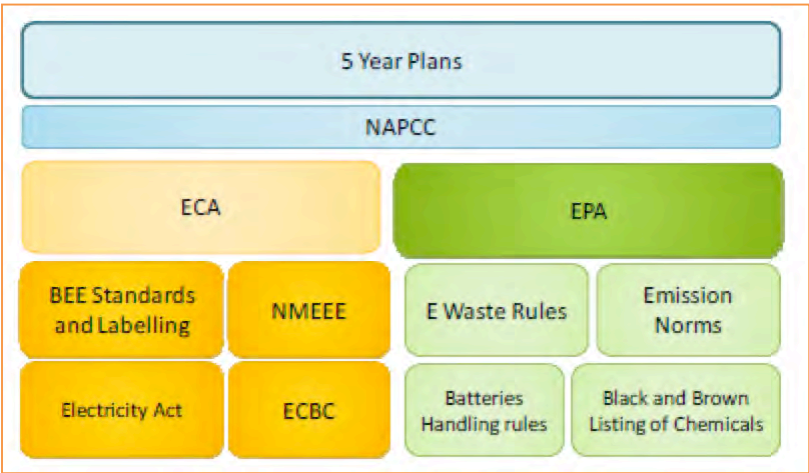 5 Year Plans
NAPCC
ECA
EPA
BEE Standards
and Labelling
NMEEE
E Waste Rules
Emission
Norms
Electricity Act
ECBC
Batteries
Handling rules
Black and Brown
Listing of Chemicals